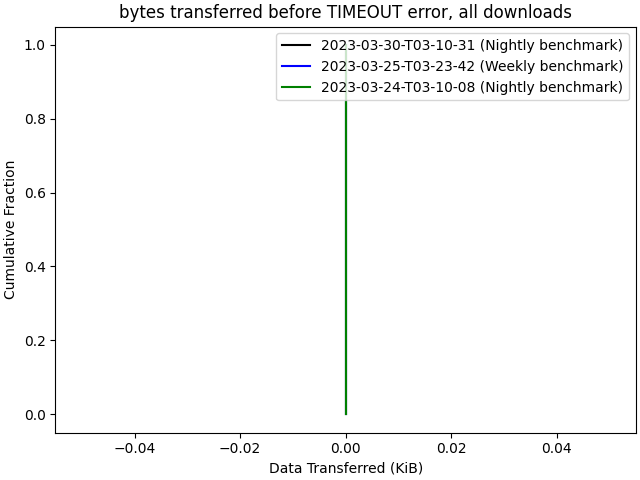 bytes transferred before TIMEOUT error, all downloads
2023-03-30-T03-10-31 (Nightly benchmark)
2023-03-25-T03-23-42 (Weekly benchmark)
2023-03-24-T03-10-08 (Nightly benchmark)
Cumulative Fraction
1.0
0.8
0.6
0.4
0.2
0.0
−0.04 −0.02 0.00 0.02 0.04
Data Transferred (KiB)